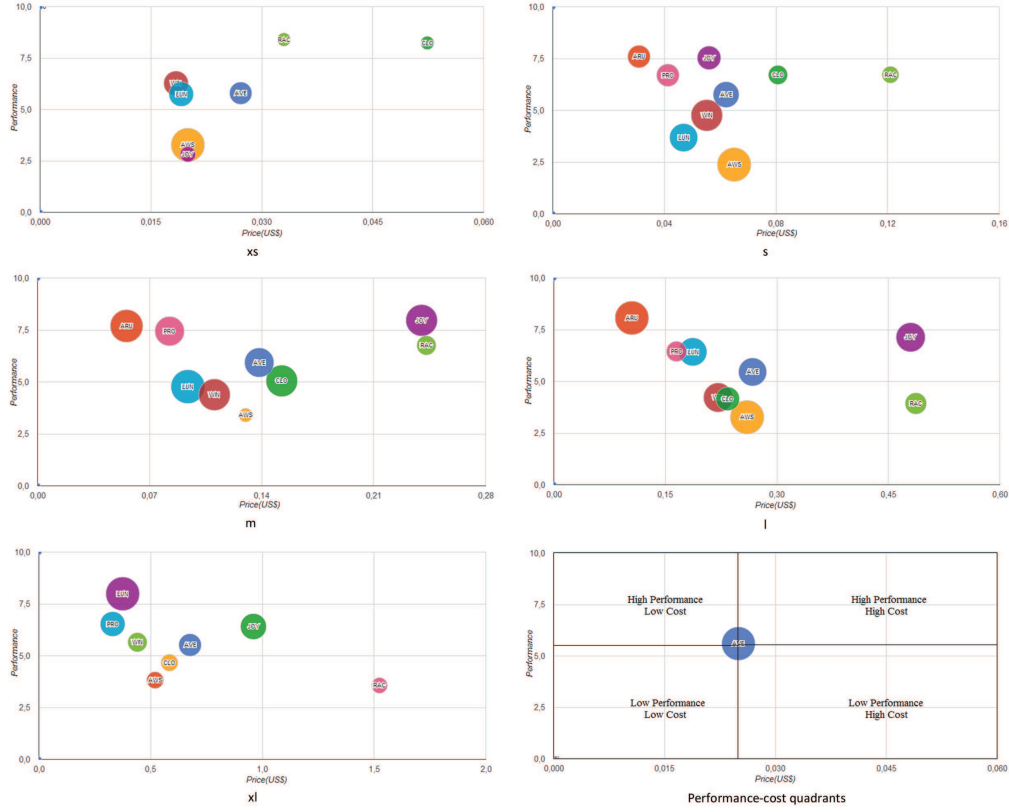 10,0
7,5
5,0
2,5
0,0
Performance
RAC
CLO
VIN
LUN
AVE
AWS
JOY
0,000
0,015
0,030
0,045
0,060
Price(US$)
xs
10,0
7,5
5,0
2,5
0,0
Performance
ARU
JOY
PRO
CLO
RAC
AVE
VIN
LUN
AWS
0,00
0,04
0,08
0,12
0,16
Price(US$)
s
10,0
7,5
5,0
2,5
0,0
Performance
ARU
PRO
JOY
RAC
AVE
CLO
LUN
VIN
AWS
0,00
0,07
0,14
0,21
0,28
Price(US$)
m
10,0
7,5
5,0
2,5
0,0
Performance
ARU
PRO
LUN
JOY
AVE
CLO
RAC
AWS
0,00
0,15
0,30
0,45
0,60
Price(US$)
l
10,0
7,5
5,0
2,5
0,0
Performance
LUN
PRO
JOY
VIN
AVE
CLO
AWS
RAC
0,0
0,5
1,0
1,5
2,0
Price(US$)
xl
10,0
7,5
5,0
2,5
0,0
Performance
High Performance
Low Cost
High Performance
High Cost
AVE
Low Performance
Low Cost
Low Performance
High Cost
0,000
0,015
0,030
0,045
0,060
Price(US$)
Performance-cost quadrants